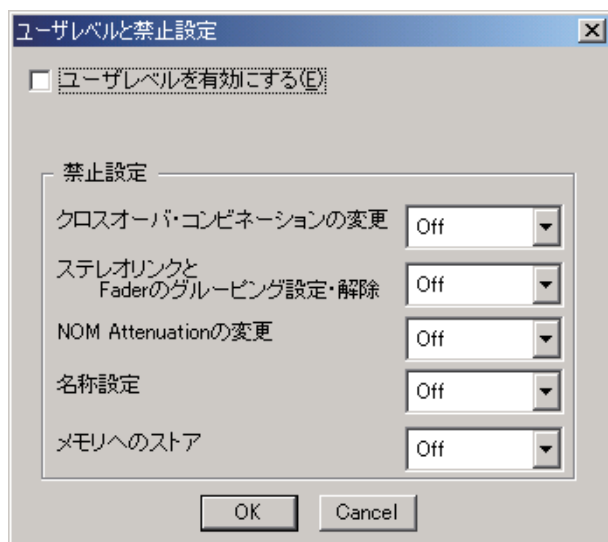 ユーザレベルと禁止設定
ユーザレベルを有効にする(E)
禁止設定
クロスオーバ・コンビネーションの変更 Off
ステレオリンクと
Faderのグルーピング設定・解除 Off
NOM Attenuationの変更 Off
名称設定 Off
メモリへのストア Off
OK Cancel